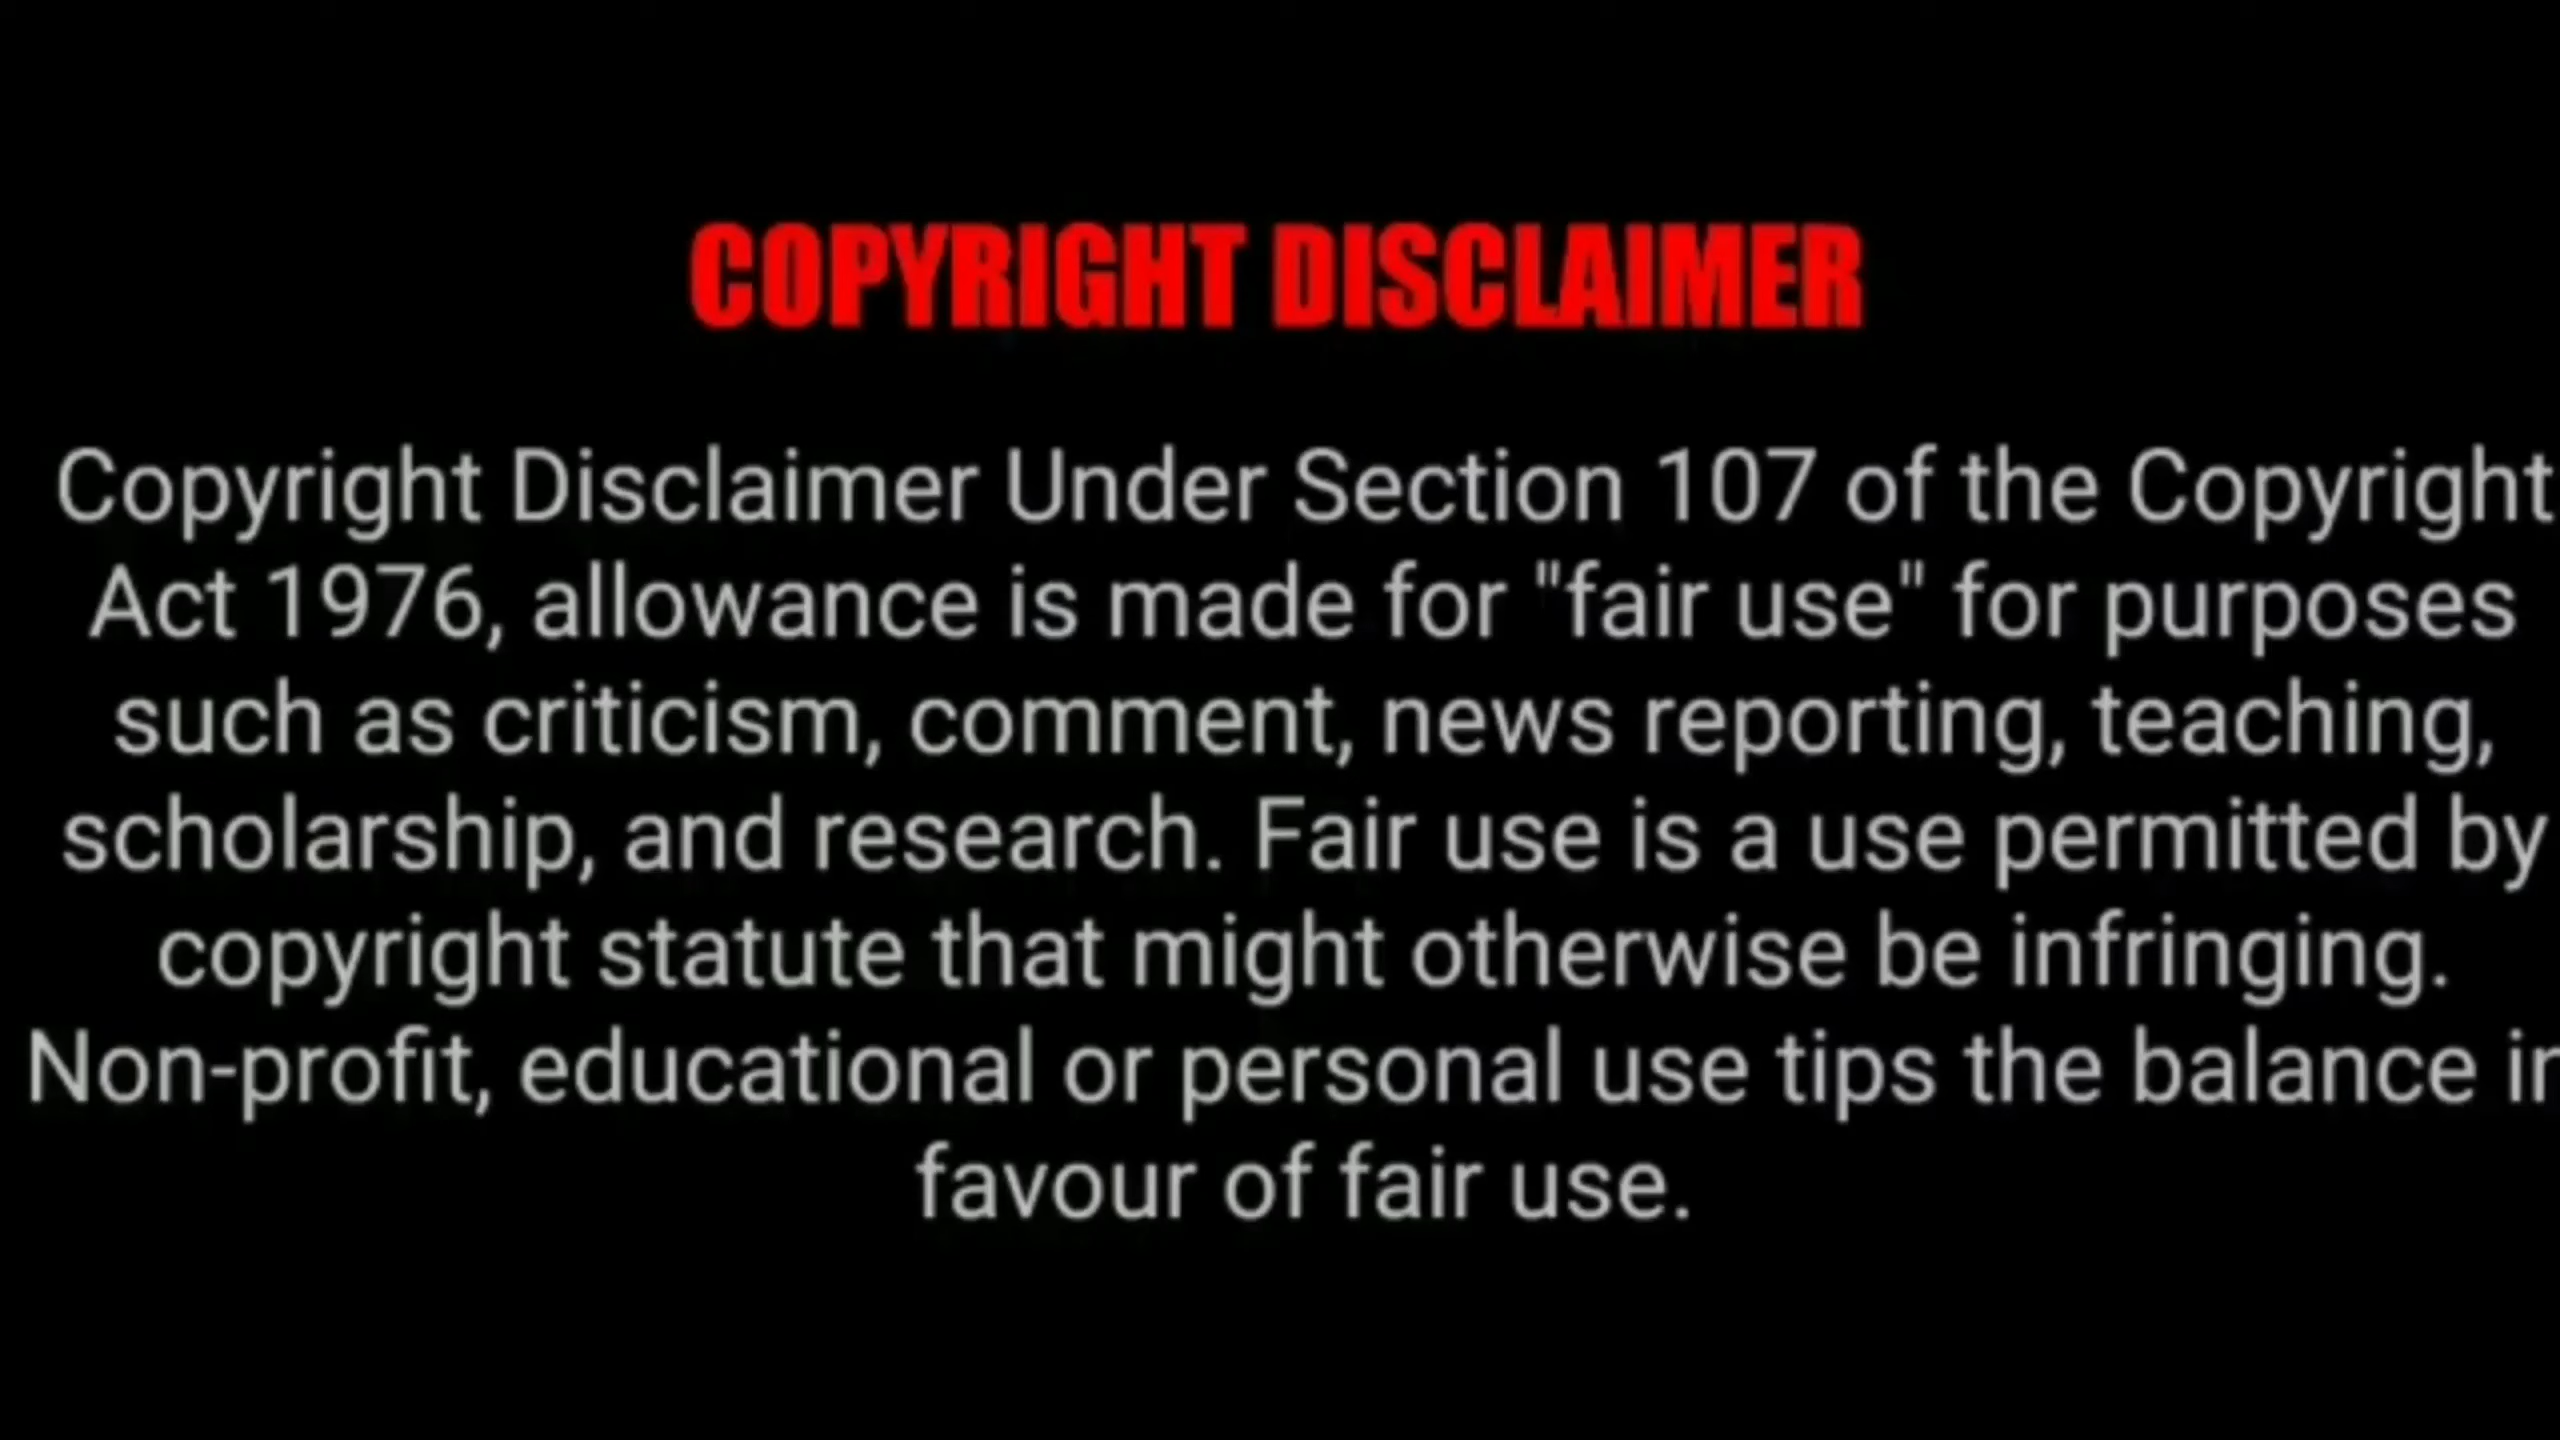 COPYRIGHT DISCLAIMER
Copyright Disclaimer Under Section 107 of the Copyright
Act 1976, allowance is made for "fair use" for purposes
such as criticism, comment, news reporting, teaching,
scholarship, and research. Fair use is a use permitted by
copyright statute that might otherwise be infringing.
Non-profit, educational or personal use tips the balance in
favour of fair use.